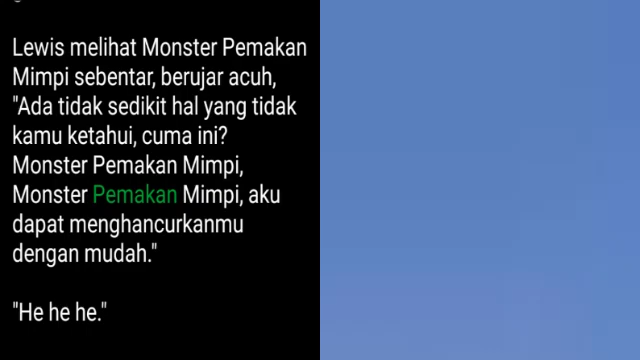 Lewis melihat Monster Pemakan
Mimpi sebentar, berujar acuh,
"Ada tidak sedikit hal yang tidak
kamu ketahui, cuma ini?
Monster Pemakan Mimpi,
Monster Pemakan Mimpi, aku
dapat menghancurkanmu
dengan mudah."
"He he he."